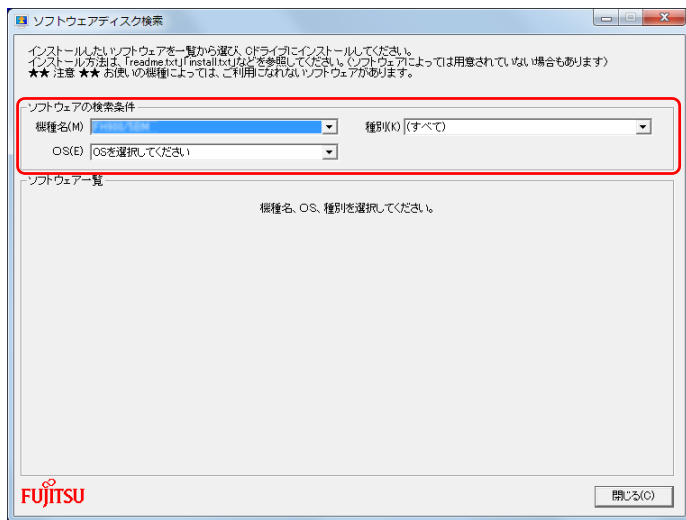 ソフトウェアディスク検索
インストールしたいソフトウェアを一覧から選び、Cドライブにインストールしてください。
インストール方法は、「readme.txt」「install.txt」などを参照してください。(ソフトウェアによっては用意されていない場合もあります)
★★ 注意 ★★ お使いの機種によっては、ご利用になれないソフトウェアがあります。
ソフトウェアの検索条件
機種名(M)
種別(K) (すべて)
OS(E) OSを選択してください
ソフトウェア一覧
機種名、OS、種別を選択してください。
FUJITSU
閉じる(C)